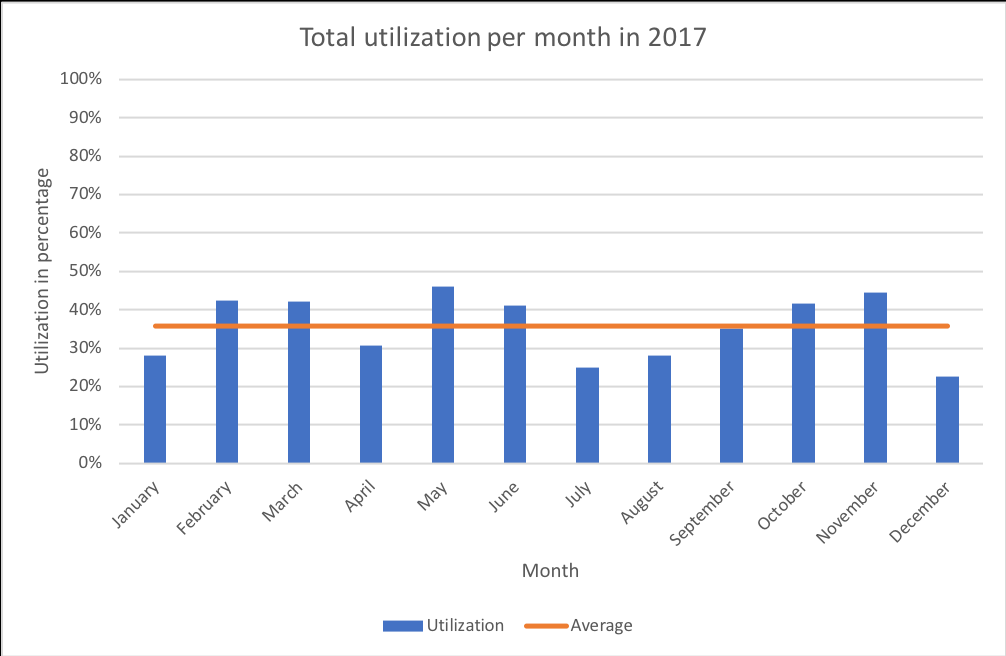 Total utilization per month in 2017
100%
90%
80%
70%
60%
50%
40%
30%
20%
10%
0%
Utilization in percentage
January
February
March
April
May
June
July
August
September
October
November
December
Month
Utilization
Average